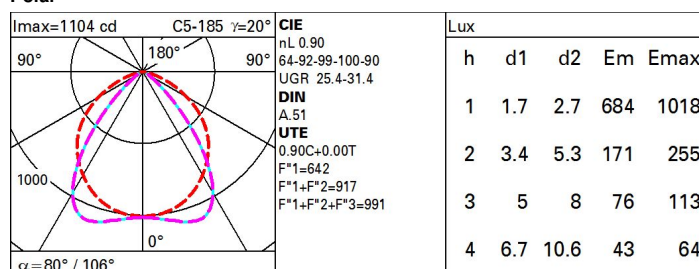 Imax=1104 cd C5-185 γ=20°
90° 180° 90°
1000
0°
α=80° / 106°
CIE
nL 0.90
64-92-99-100-90
UGR 25.4-31.4
DIN
A.51
UTE
0.90C+0.00T
F"1=642
F"1+F"2=917
F"1+F"2+F"3=991
Lux
h d1 d2 Em Emax
1 1.7 2.7 684 1018
2 3.4 5.3 171 255
3 5 8 76 113
4 6.7 10.6 43 64